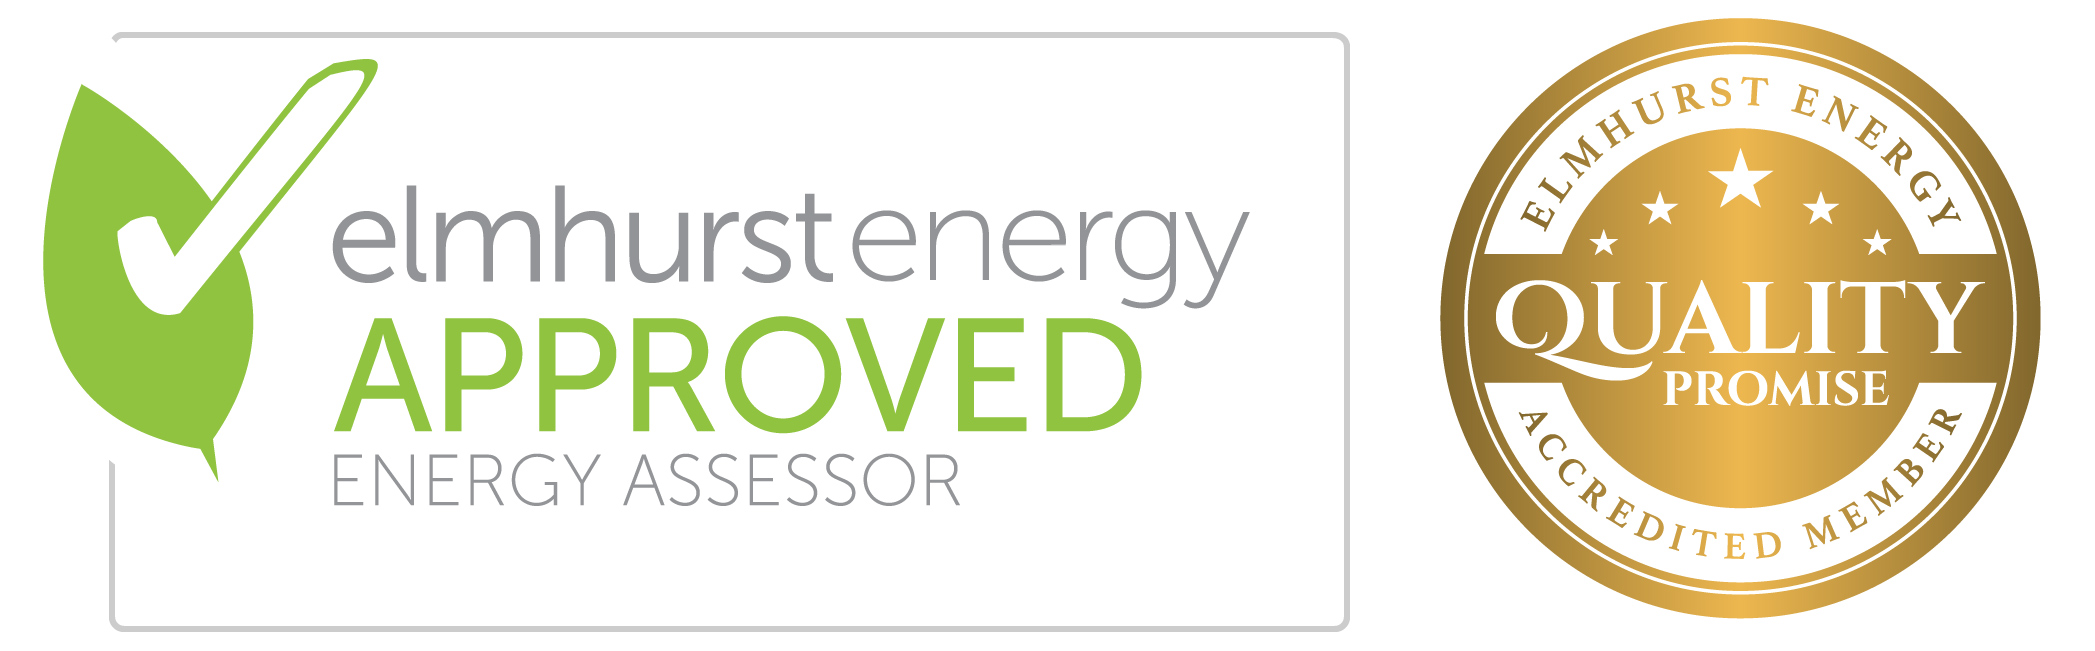 elmhurst energy
APPROVED
ENERGY ASSESSOR
ELMHURST ENERGY
QUALITY
PROMISE
ACCREDITED MEMBER